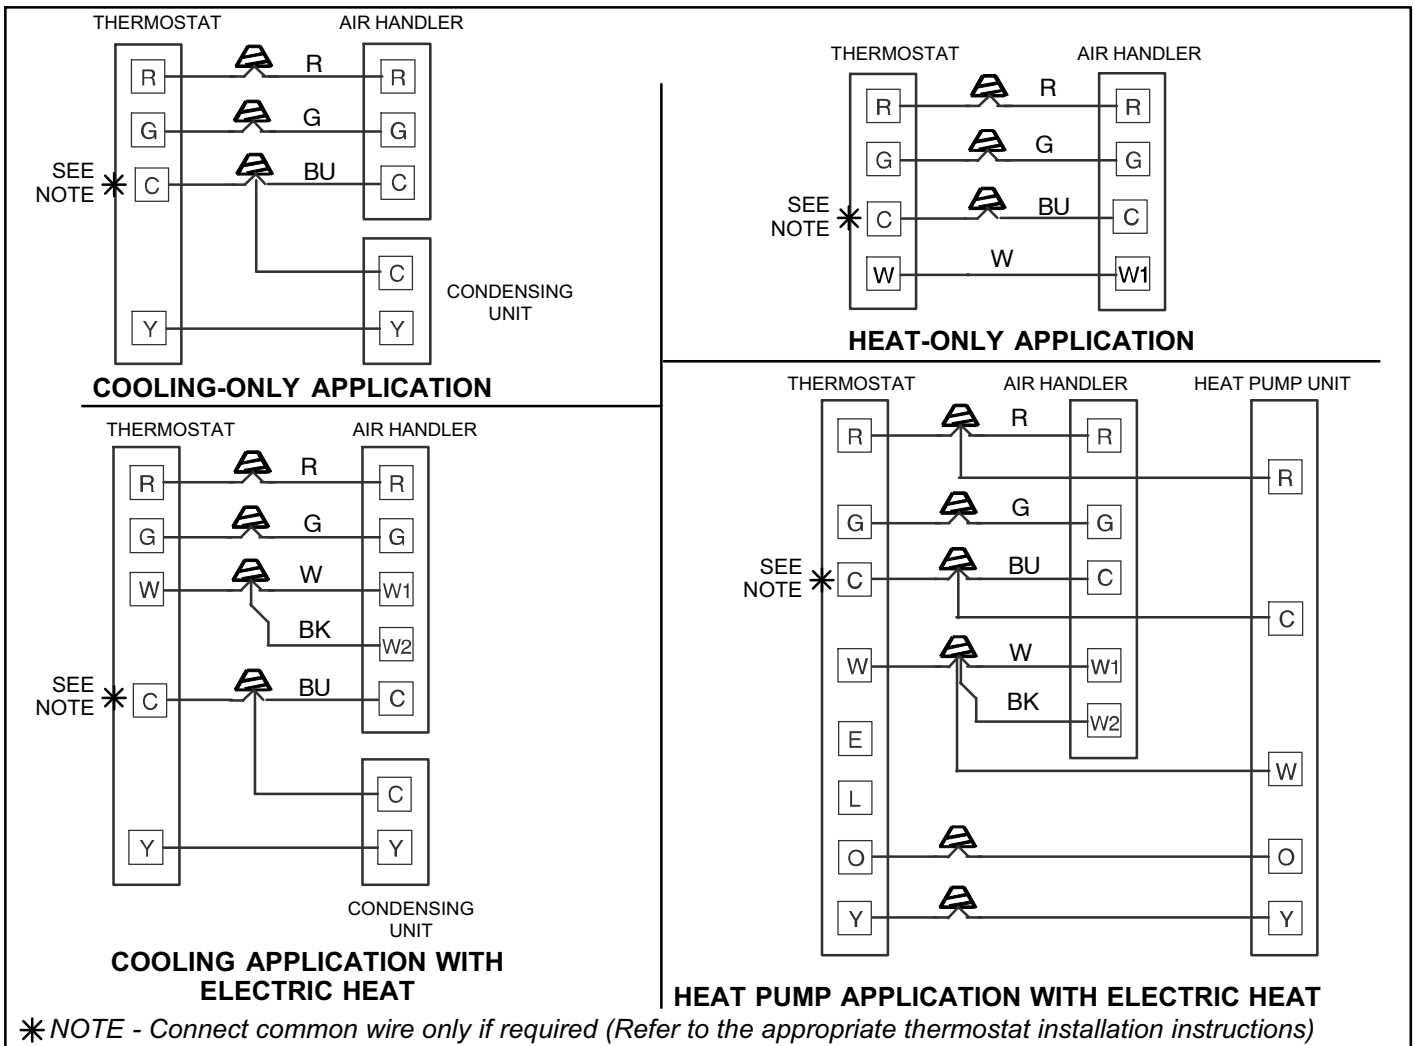 THERMOSTAT AIR HANDLER
R R R
G G G
SEE
NOTE C BU C
C
CONDENSING
UNIT
Y Y
COOLING-ONLY APPLICATION
THERMOSTAT AIR HANDLER
R R R
G G G
SEE
NOTE C BU C
W W W1
HEAT-ONLY APPLICATION
THERMOSTAT AIR HANDLER
R R R
G G G
W W W1
BK W2
SEE
NOTE C BU C
C
Y Y
CONDENSING
UNIT
COOLING APPLICATION WITH
ELECTRIC HEAT
THERMOSTAT AIR HANDLER HEAT PUMP UNIT
R R R
R
G G G
SEE
NOTE C BU C
C
W W W1
BK W2
E
W
L
O O
Y Y
HEAT PUMP APPLICATION WITH ELECTRIC HEAT
NOTE - Connect common wire only if required (Refer to the appropriate thermostat installation instructions)